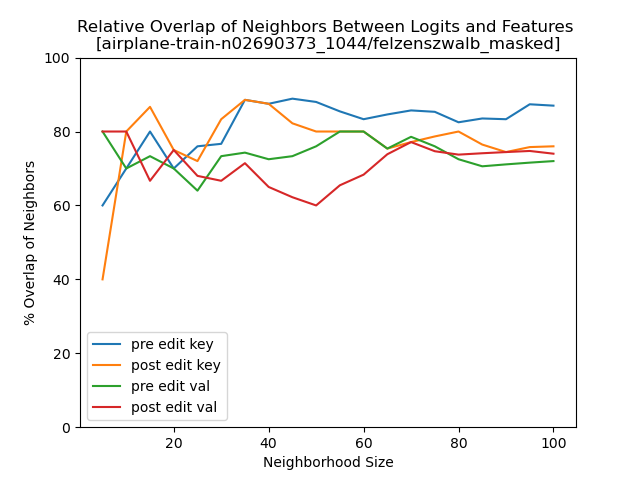 Relative Overlap of Neighbors Between Logits and Features
[airplane-train-n02690373_1044/felzenszwalb_masked]
% Overlap of Neighbors
100
80
60
40
20
0
pre edit key
post edit key
pre edit val
post edit val
20
40
60
80
100
Neighborhood Size